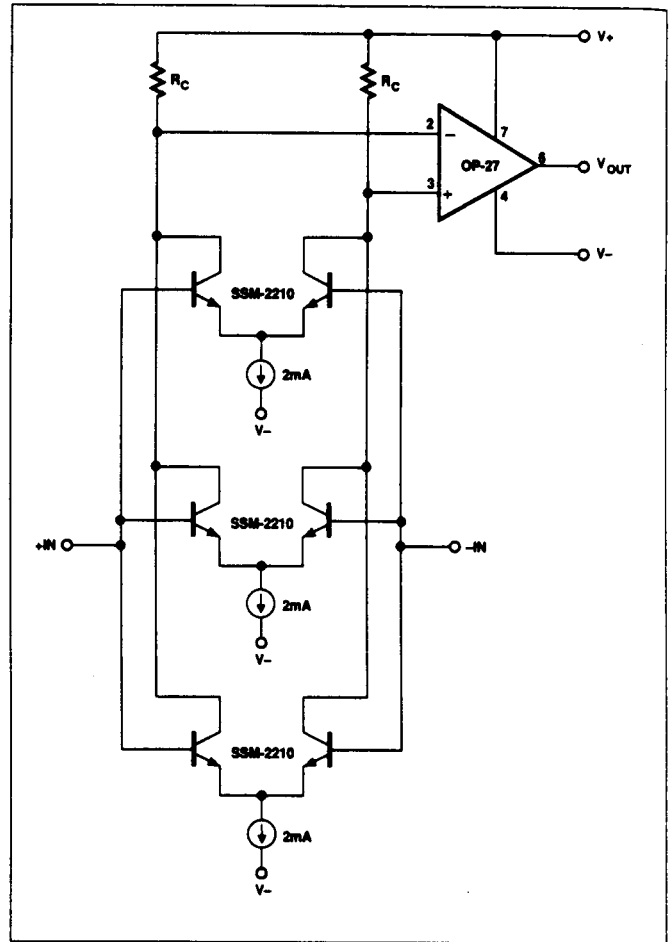 V+
RC
RC
2
7
–
OP-27
6
VOUT
3
+
4
V–
SSM-2210
2mA
V–
SSM-2210
+IN
–IN
2mA
V–
SSM-2210
2mA
V–